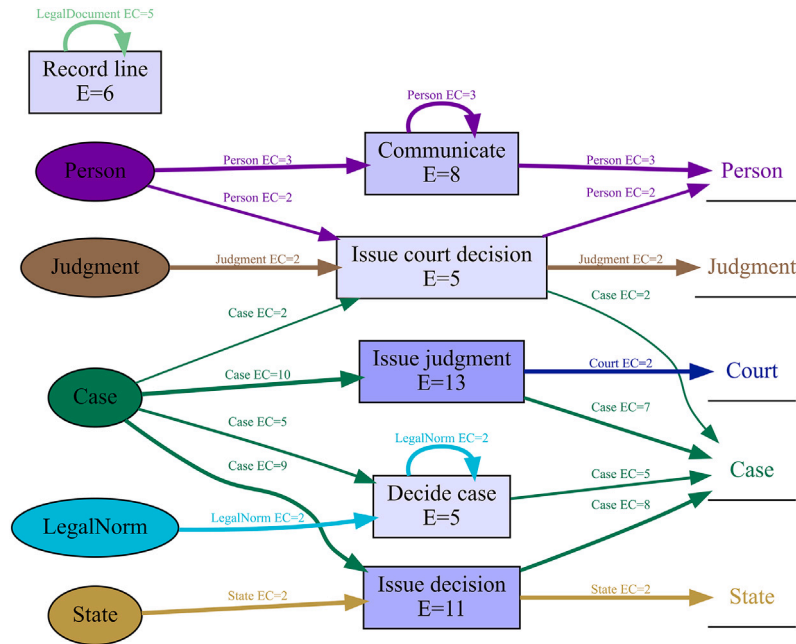 LegalDocument EC=5
Record line
E=6
Person EC=3
Person
Person EC=3
Communicate
E=8
Person EC=3
Person
Person EC=2
Person EC=2
Judgment
Judgment EC=2
Issue court decision
E=5
Judgment EC=2
Judgment
Case EC=2
Case EC=2
Case
Case EC=10
Issue judgment
E=13
Court EC=2
Court
Case EC=7
Case EC=5
LegalNorm EC=2
Case EC=9
Decide case
E=5
Case EC=5
Case
Case EC=8
LegalNorm
LegalNorm EC=2
State
State EC=2
Issue decision
E=11
State EC=2
State